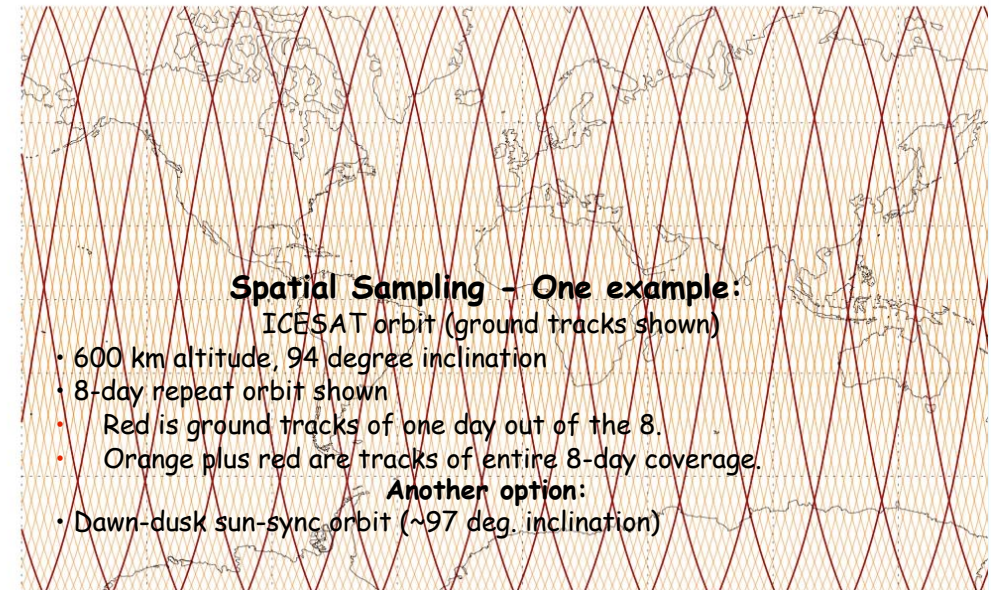 Spatial Sampling - One example:
ICESAT orbit (ground tracks shown)
• 600 km altitude, 94 degree inclination
• 8-day repeat orbit shown
• Red is ground tracks of one day out of the 8.
• Orange plus red are tracks of entire 8-day coverage.
Another option:
• Dawn-dusk sun-sync orbit (~97 deg. inclination)